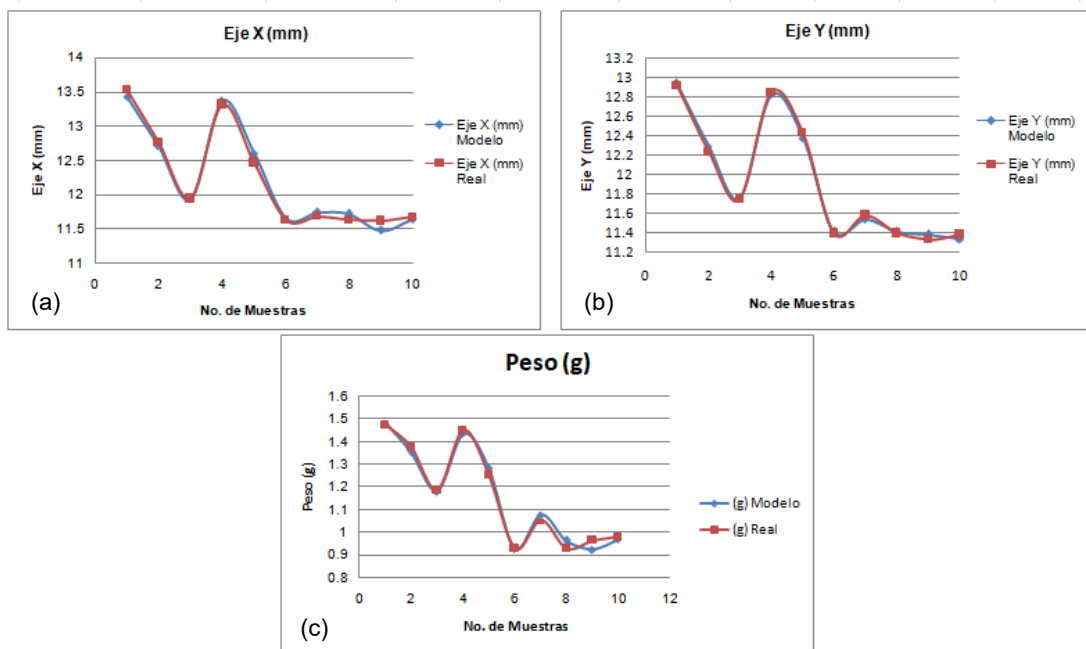 Eje X (mm)
14
13.5
13
12.5
12
11.5
11
Eje X (mm)
0 2 4 6 8 10
No. de Muestras
Eje X (mm)
Modelo
Eje X (mm)
Real
(a)
Eje Y (mm)
13.2
13
12.8
12.6
12.4
12.2
12
11.8
11.6
11.4
11.2
Eje Y (mm)
0 2 4 6 8 10
No. de Muestras
Eje Y (mm)
Modelo
Eje Y (mm)
Real
(b)
Peso (g)
1.6
1.5
1.4
1.3
1.2
1.1
1
0.9
0.8
Peso (g)
0 2 4 6 8 10 12
No. de Muestras
(g) Modelo
(g) Real
(c)